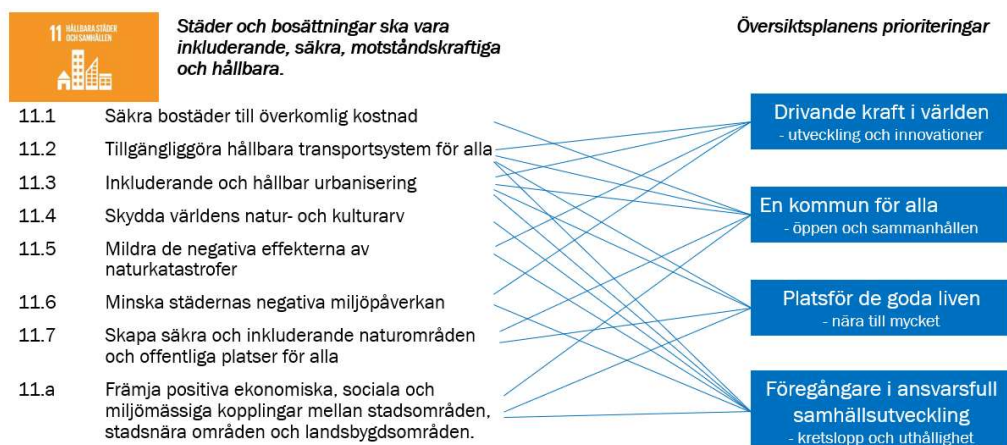 11 HÅLLBARA STÄDER
OCH SAMHÄLLEN
Städer och bosättningar ska vara
inkluderande, säkra, motståndskraftiga
och hållbara.
Översiktsplanens prioriteringar
11.1 Säkra bostäder till överkomlig kostnad
11.2 Tillgängliggöra hållbara transportsystem för alla
11.3 Inkluderande och hållbar urbanisering
11.4 Skydda världens natur- och kulturarv
11.5 Mildra de negativa effekterna av
naturkatastrofer
11.6 Minska städernas negativa miljöpåverkan
11.7 Skapa säkra och inkluderande naturområden
och offentliga platser för alla
11.a Främja positiva ekonomiska, sociala och
miljömässiga kopplingar mellan stadsområden,
stadsnära områden och landsbygdsområden.
Drivande kraft i världen
- utveckling och innovationer
En kommun för alla
- öppen och sammanhållen
Platsför de goda liven
- nära till mycket
Föregångare i ansvarsfull
samhällsutveckling
- kretslopp och uthållighet